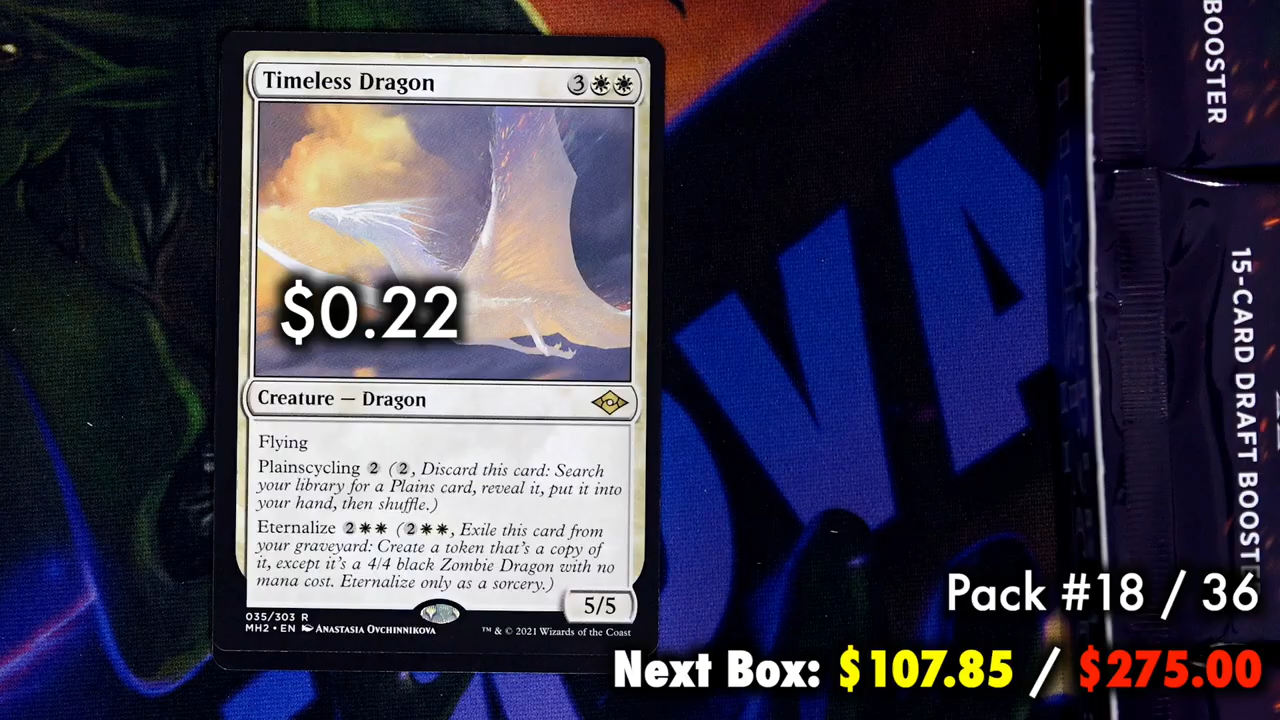 Timeless Dragon 3
$0.22
Creature — Dragon
Flying
Plainscycling 2 (2, Discard this card: Search
your library for a Plains card, reveal it, put it into
your hand, then shuffle.)
Eternalize 2 (2, Exile this card from
your graveyard: Create a token that's a copy of
it, except it's a 4/4 black Zombie Dragon with no
mana cost. Eternalize only as a sorcery.)
5/5
035/303 R
MH2 • EN ANASTASIA OVCHINNIKOVA
™ & © 2021 Wizards of the Coast
OVA
BOOSTER
15-CARD DRAFT BOOST
Pack #18 / 36
Next Box: $107.85 / $275.00